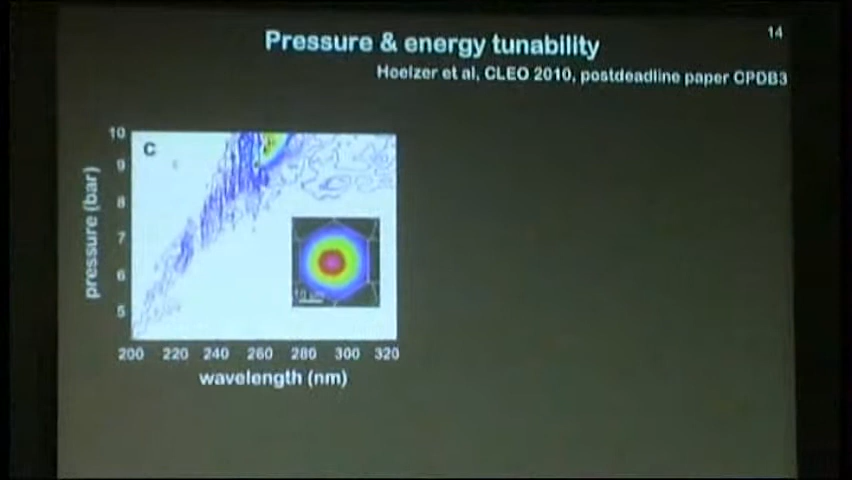 14
Pressure & energy tunability
Hoelzer et al, CLEO 2010, postdeadline paper CPDB3
C
pressure (bar)
10
9
8
7
6
5
200 220 240 260 280 300 320
wavelength (nm)